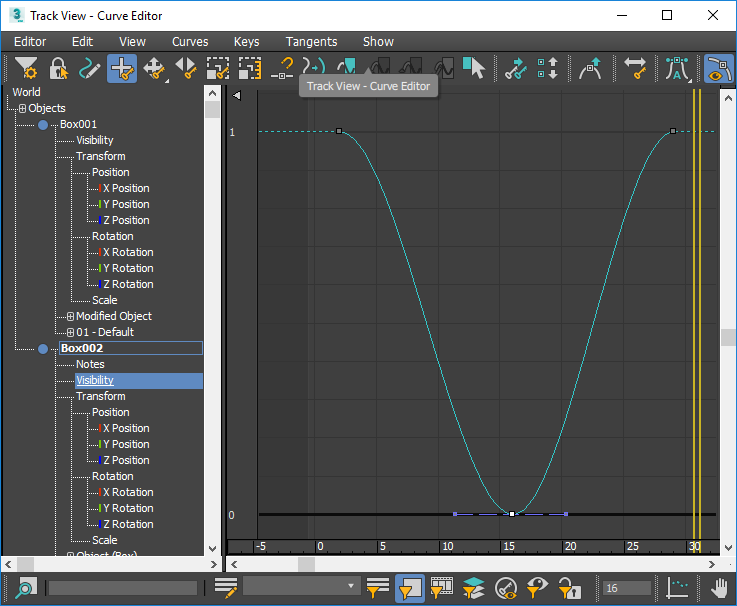 Track View - Curve Editor
Editor Edit View Curves Keys Tangents Show
Track View - Curve Editor
World
Objects
Box001
Visibility
Transform
Position
X Position
Y Position
Z Position
Rotation
X Rotation
Y Rotation
Z Rotation
Scale
Modified Object
01 - Default
Box002
Notes
Visibility
Transform
Position
X Position
Y Position
Z Position
Rotation
X Rotation
Y Rotation
Z Rotation
Scale
Object (Box)
1
0
-5 0 5 10 15 20 25 30
16